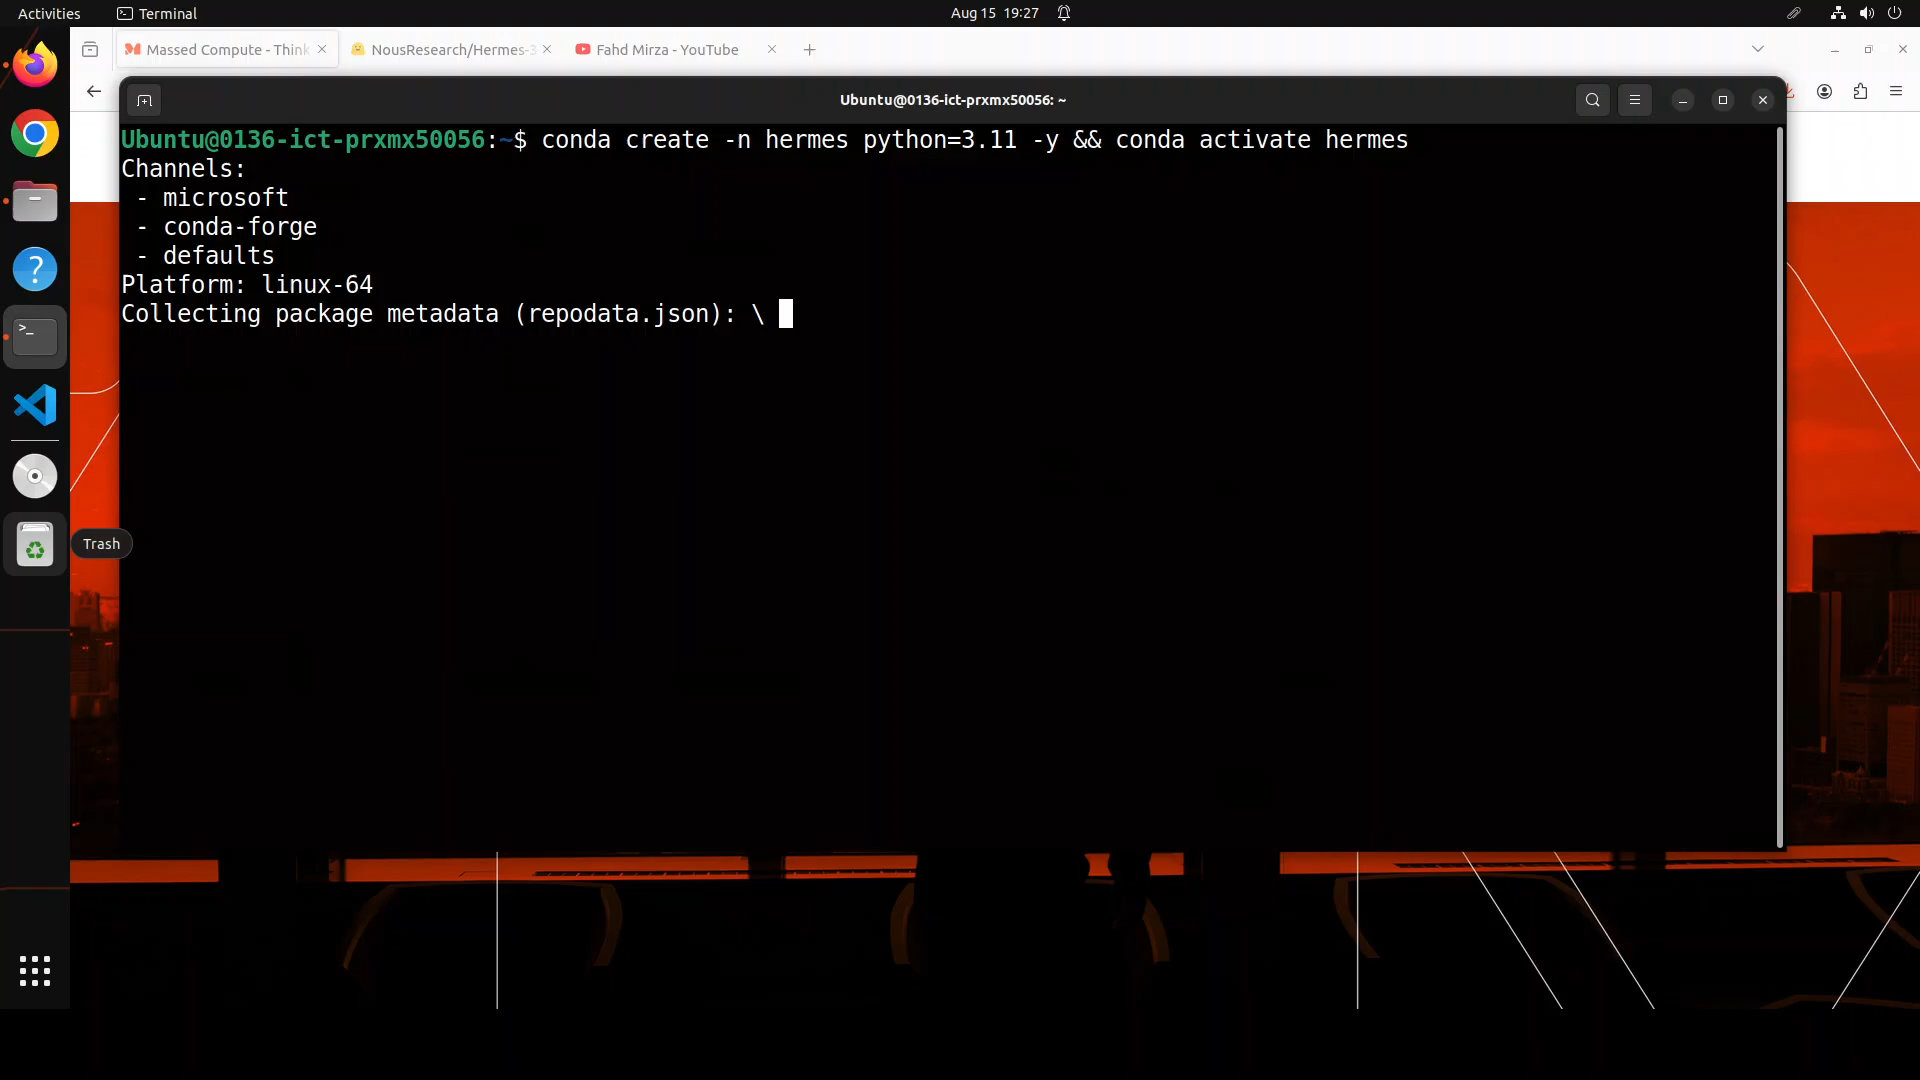 Activities
Terminal
Aug 15 19:27
Massed Compute - Think
NousResearch/Hermes-3
Fahd Mirza - YouTube
Ubuntu@0136-ict-prxmx50056: ~
Ubuntu@0136-ict-prxmx50056:~$ conda create -n hermes python=3.11 -y && conda activate hermes
Channels:
- microsoft
- conda-forge
- defaults
Platform: linux-64
Collecting package metadata (repodata.json): \
Trash